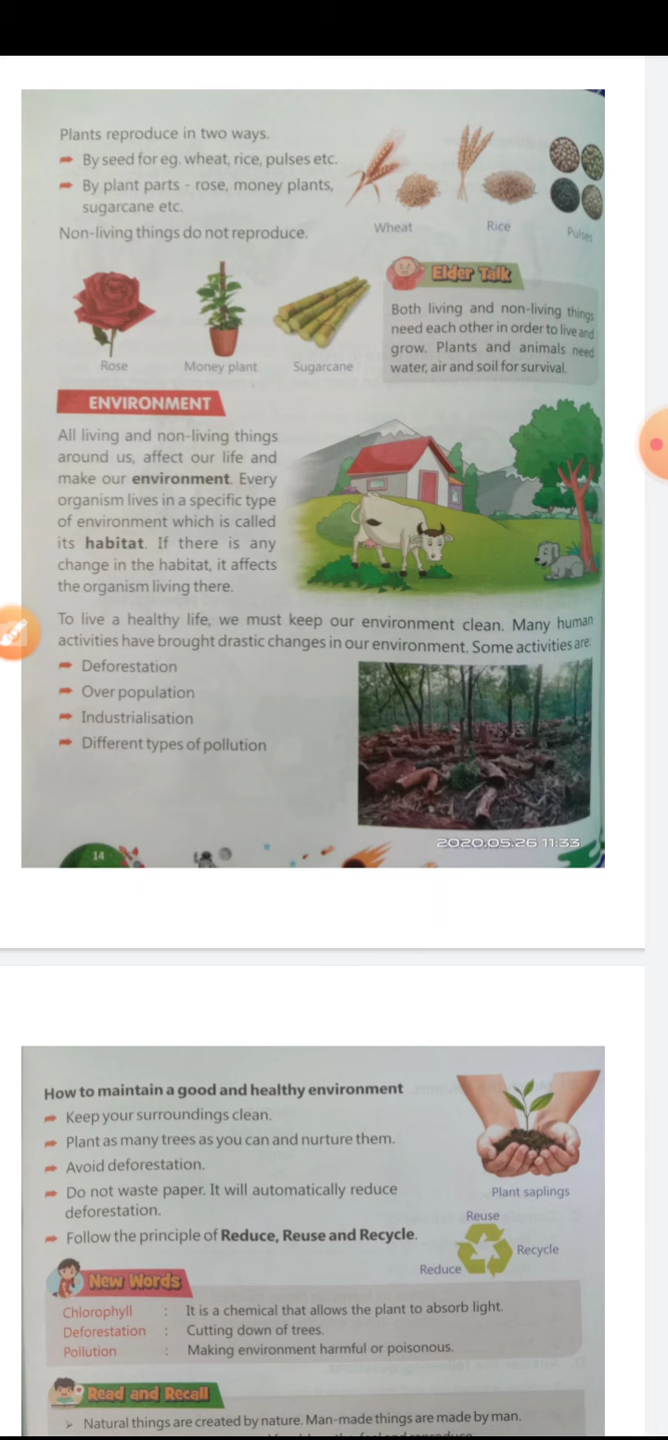 Plants reproduce in two ways.
By seed for eg. wheat, rice, pulses etc.
By plant parts - rose, money plants,
sugarcane etc.
Non-living things do not reproduce.
Wheat
Rice
Pulses
Rose
Money plant
Sugarcane
Elder Talk
Both living and non-living things
need each other in order to live and
grow. Plants and animals need
water, air and soil for survival.
ENVIRONMENT
All living and non-living things
around us, affect our life and
make our environment. Every
organism lives in a specific type
of environment which is called
its habitat. If there is any
change in the habitat, it affects
the organism living there.
To live a healthy life, we must keep our environment clean. Many human
activities have brought drastic changes in our environment. Some activities are:
Deforestation
Over population
Industrialisation
Different types of pollution
14
2020.05.26 11:33
How to maintain a good and healthy environment
Keep your surroundings clean.
Plant as many trees as you can and nurture them.
Avoid deforestation.
Do not waste paper. It will automatically reduce
deforestation.
Follow the principle of Reduce, Reuse and Recycle.
Plant saplings
Reuse
Recycle
Reduce
New Words
Chlorophyll : It is a chemical that allows the plant to absorb light.
Deforestation : Cutting down of trees.
Pollution : Making environment harmful or poisonous.
Read and Recall
Natural things are created by nature. Man-made things are made by man.